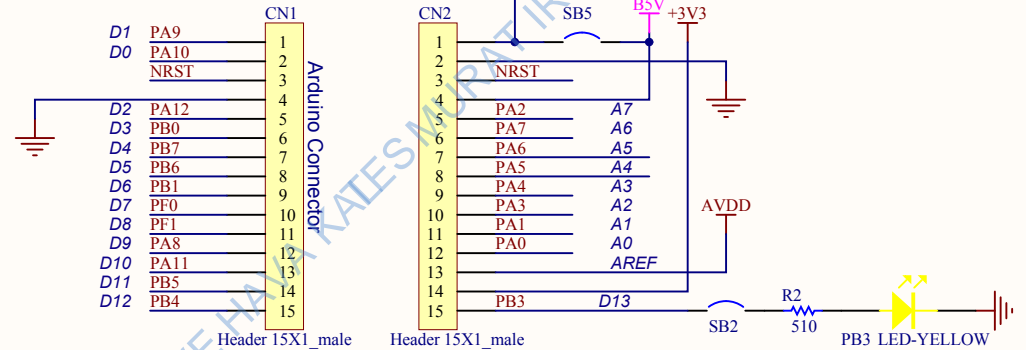 CN1
CN2
SB5
B5V
+3V3
D1 PA9 1
D0 PA10 2
NRST 3
4
D2 PA12 5
D3 PB0 6
D4 PB7 7
D5 PB6 8
D6 PB1 9
D7 PF0 10
D8 PF1 11
D9 PA8 12
D10 PA11 13
D11 PB5 14
D12 PB4 15
Arduino Connector
Header 15X1_male
1
2
3 NRST
4
5 PA2 A7
6 PA7 A6
7 PA6 A5
8 PA5 A4
9 PA4 A3
10 PA3 A2
11 PA1 A1
12 PA0 A0
13 AREF
14
15 PB3 D13
Header 15X1_male
AVDD
SB2
R2
510
PB3 LED-YELLOW
HAVA KATES MURAT